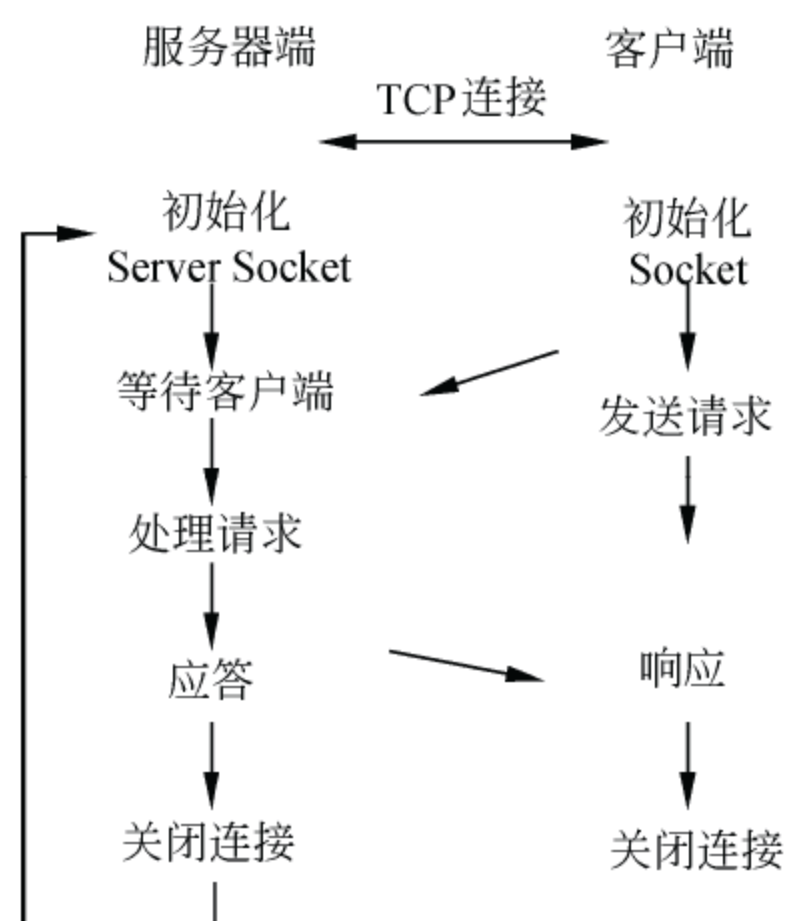 服务器端 客户端
TCP连接
初始化
Server Socket
初始化
Socket
等待客户端
发送请求
处理请求
应答
响应
关闭连接
关闭连接